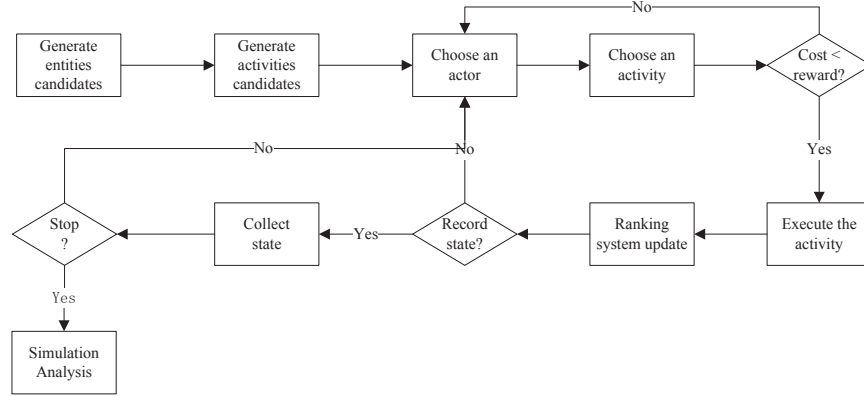 No
Generate
entities
candidates
Generate
activities
candidates
Choose an
actor
Choose an
activity
Cost <
reward?
No
No
Yes
Stop
?
Collect
state
Yes
Record
state?
Ranking
system update
Execute the
activity
Yes
Simulation
Analysis